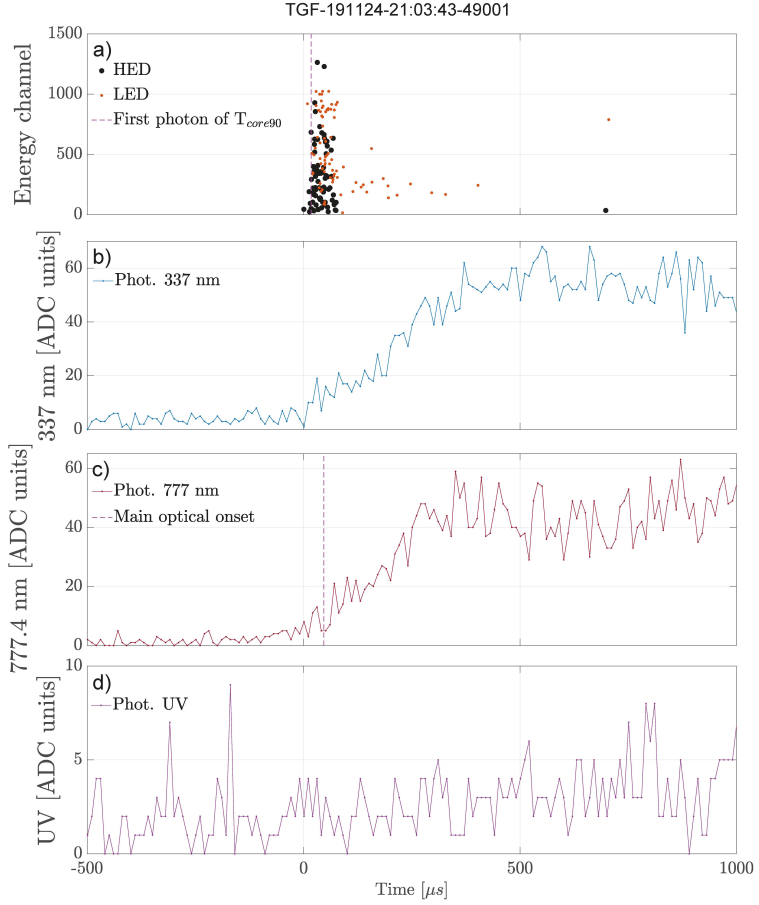 TGF-191124-21:03:43-49001
a)
HED
LED
First photon of T_core90
Energy channel
1500
1000
500
0
b)
Phot. 337 nm
337 nm [ADC units]
60
40
20
0
c)
Phot. 777 nm
Main optical onset
777.4 nm [ADC units]
60
40
20
0
d)
Phot. UV
UV [ADC units]
10
5
0
-500 0 500 1000
Time [μs]